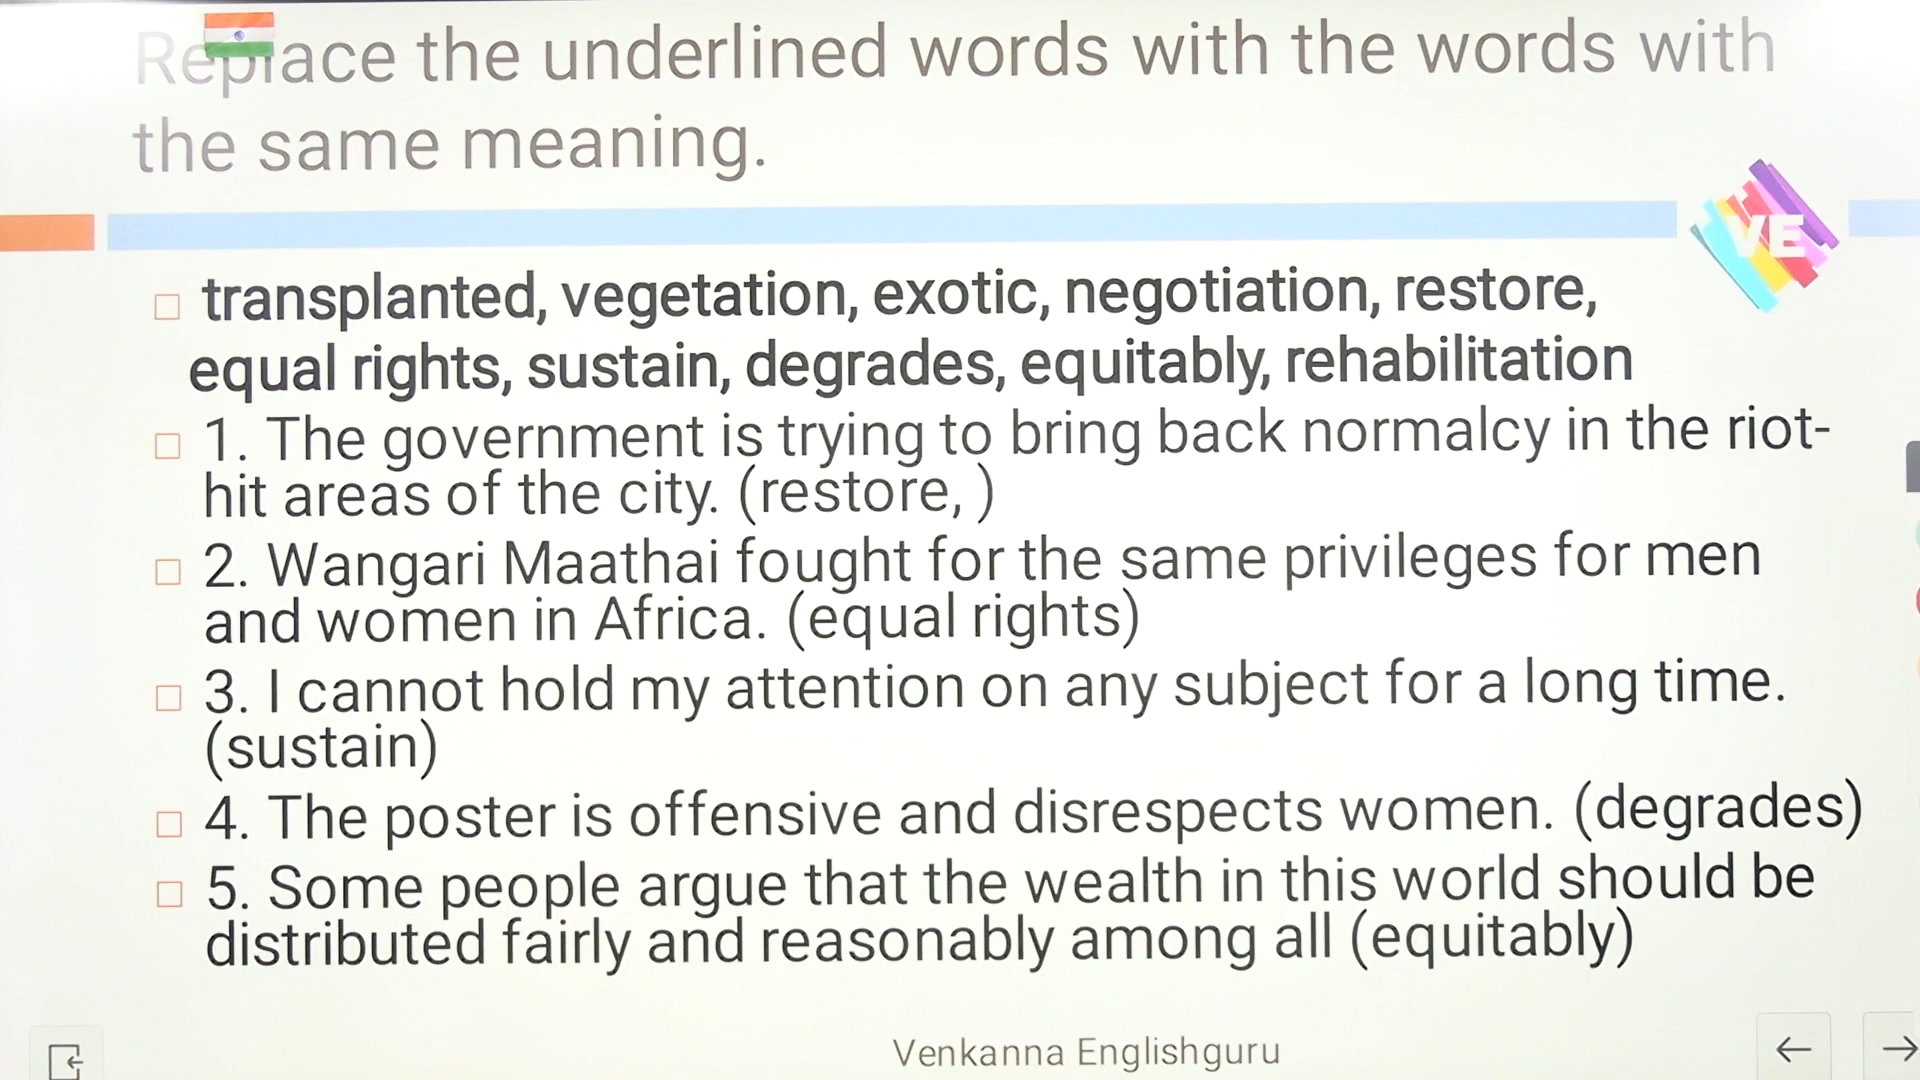 Replace the underlined words with the words with
the same meaning.
VE
transplanted, vegetation, exotic, negotiation, restore,
equal rights, sustain, degrades, equitably, rehabilitation
1. The government is trying to bring back normalcy in the riot-
hit areas of the city. (restore, )
2. Wangari Maathai fought for the same privileges for men
and women in Africa. (equal rights)
3. I cannot hold my attention on any subject for a long time.
(sustain)
4. The poster is offensive and disrespects women. (degrades)
5. Some people argue that the wealth in this world should be
distributed fairly and reasonably among all (equitably)
Venkanna Englishguru